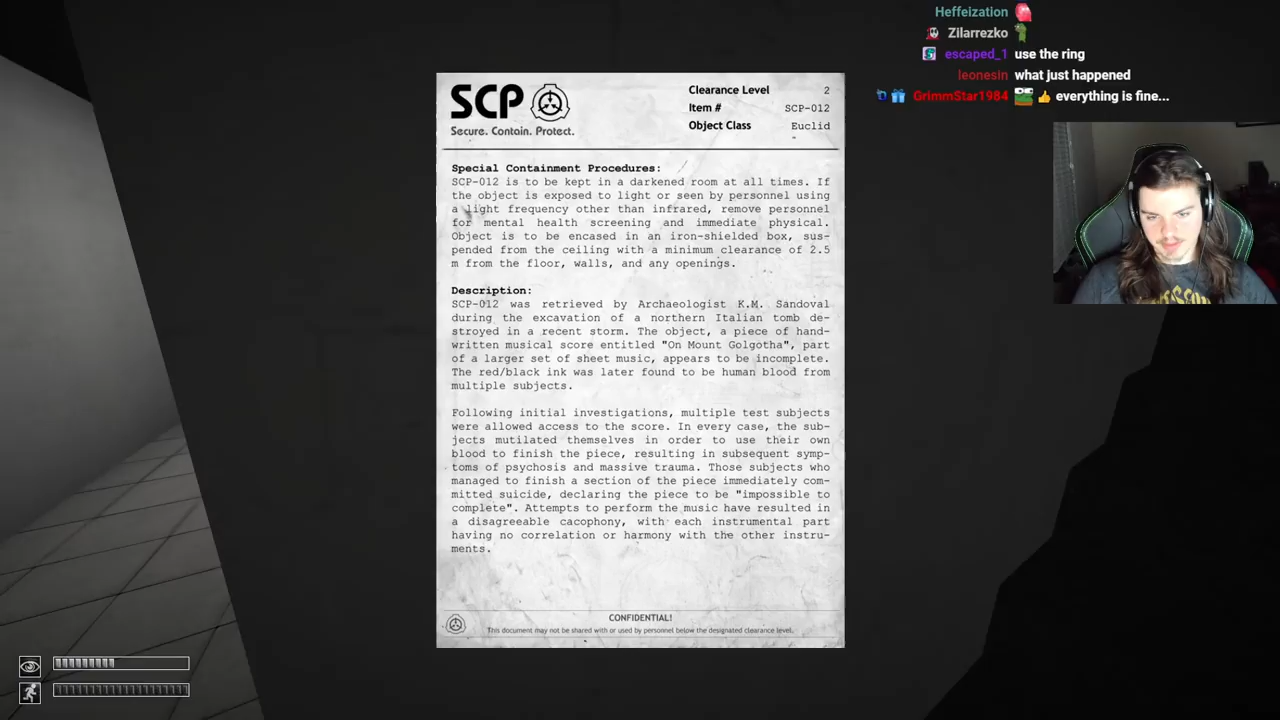 Heffeization
Zilarrezko
escaped_1 use the ring
leonesin what just happened
GrimmStar1984 everything is fine...
SCP
Secure. Contain. Protect.
Clearance Level 2
Item # SCP-012
Object Class Euclid
Special Containment Procedures:
SCP-012 is to be kept in a darkened room at all times. If
the object is exposed to light or seen by personnel using
a light frequency other than infrared, remove personnel
for mental health screening and immediate physical.
Object is to be encased in an iron-shielded box, sus-
pended from the ceiling with a minimum clearance of 2.5
m from the floor, walls, and any openings.
Description:
SCP-012 was retrieved by Archaeologist K.M. Sandoval
during the excavation of a northern Italian tomb de-
stroyed in a recent storm. The object, a piece of hand-
written musical score entitled "On Mount Golgotha", part
of a larger set of sheet music, appears to be incomplete.
The red/black ink was later found to be human blood from
multiple subjects.
Following initial investigations, multiple test subjects
were allowed access to the score. In every case, the sub-
jects mutilated themselves in order to use their own
blood to finish the piece, resulting in subsequent symp-
toms of psychosis and massive trauma. Those subjects who
managed to finish a section of the piece immediately com-
mitted suicide, declaring the piece to be "impossible to
complete". Attempts to perform the music have resulted in
a disagreeable cacophony, with each instrumental part
having no correlation or harmony with the other instru-
ments.
CONFIDENTIAL!
This document may not be shared with or used by personnel below the designated clearance level.